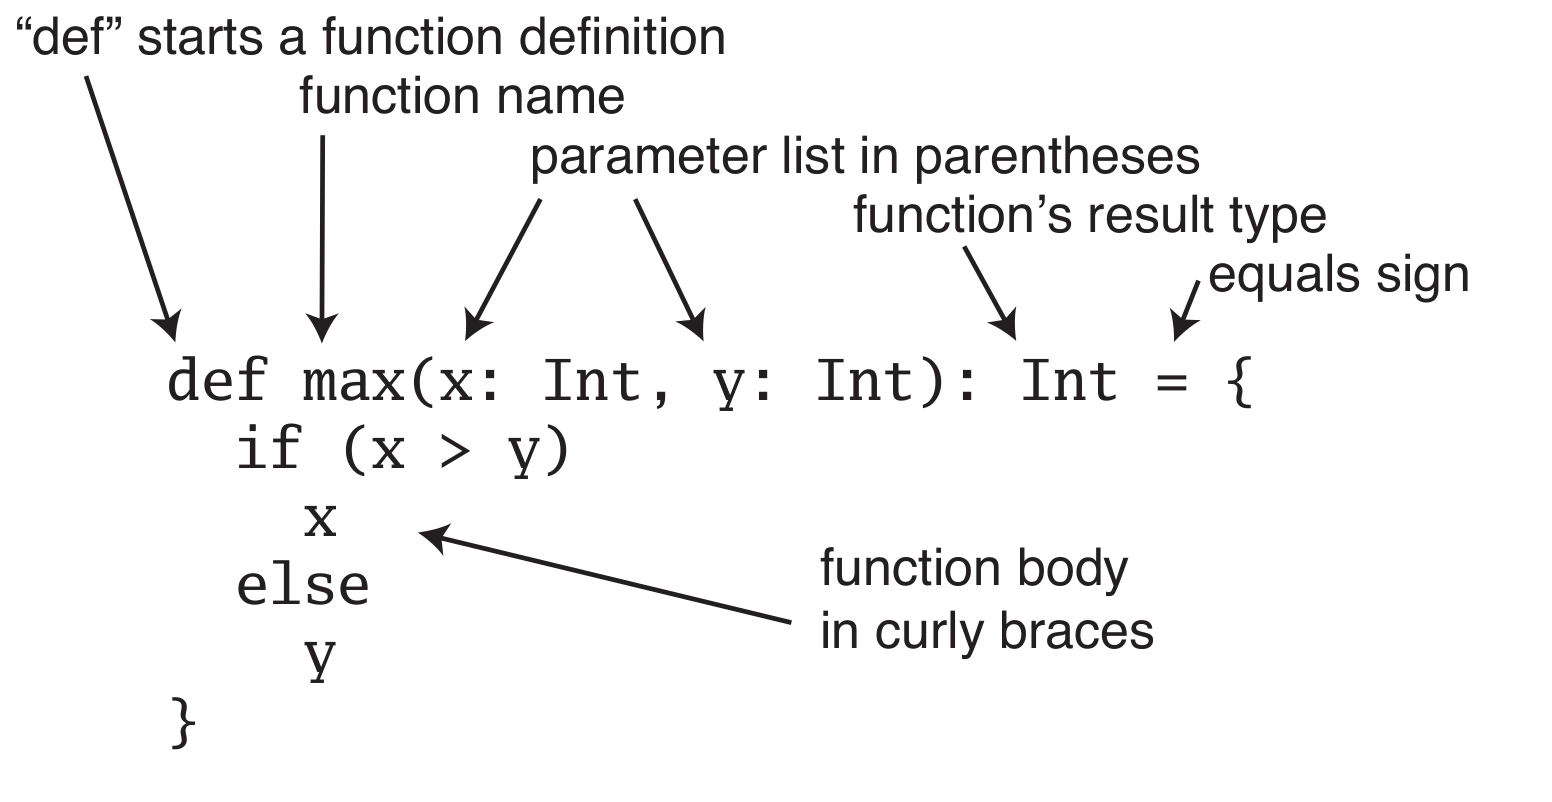 “def” starts a function definition
function name
parameter list in parentheses
function’s result type
equals sign
def max(x: Int, y: Int): Int = {
if (x > y)
x
else
y
}
function body
in curly braces